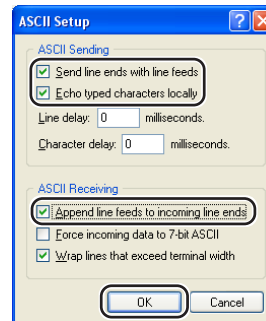 ASCII Setup
ASCII Sending
Send line ends with line feeds
Echo typed characters locally
Line delay: 0 milliseconds.
Character delay: 0 milliseconds.
ASCII Receiving
Append line feeds to incoming line ends
Force incoming data to 7-bit ASCII
Wrap lines that exceed terminal width
OK Cancel